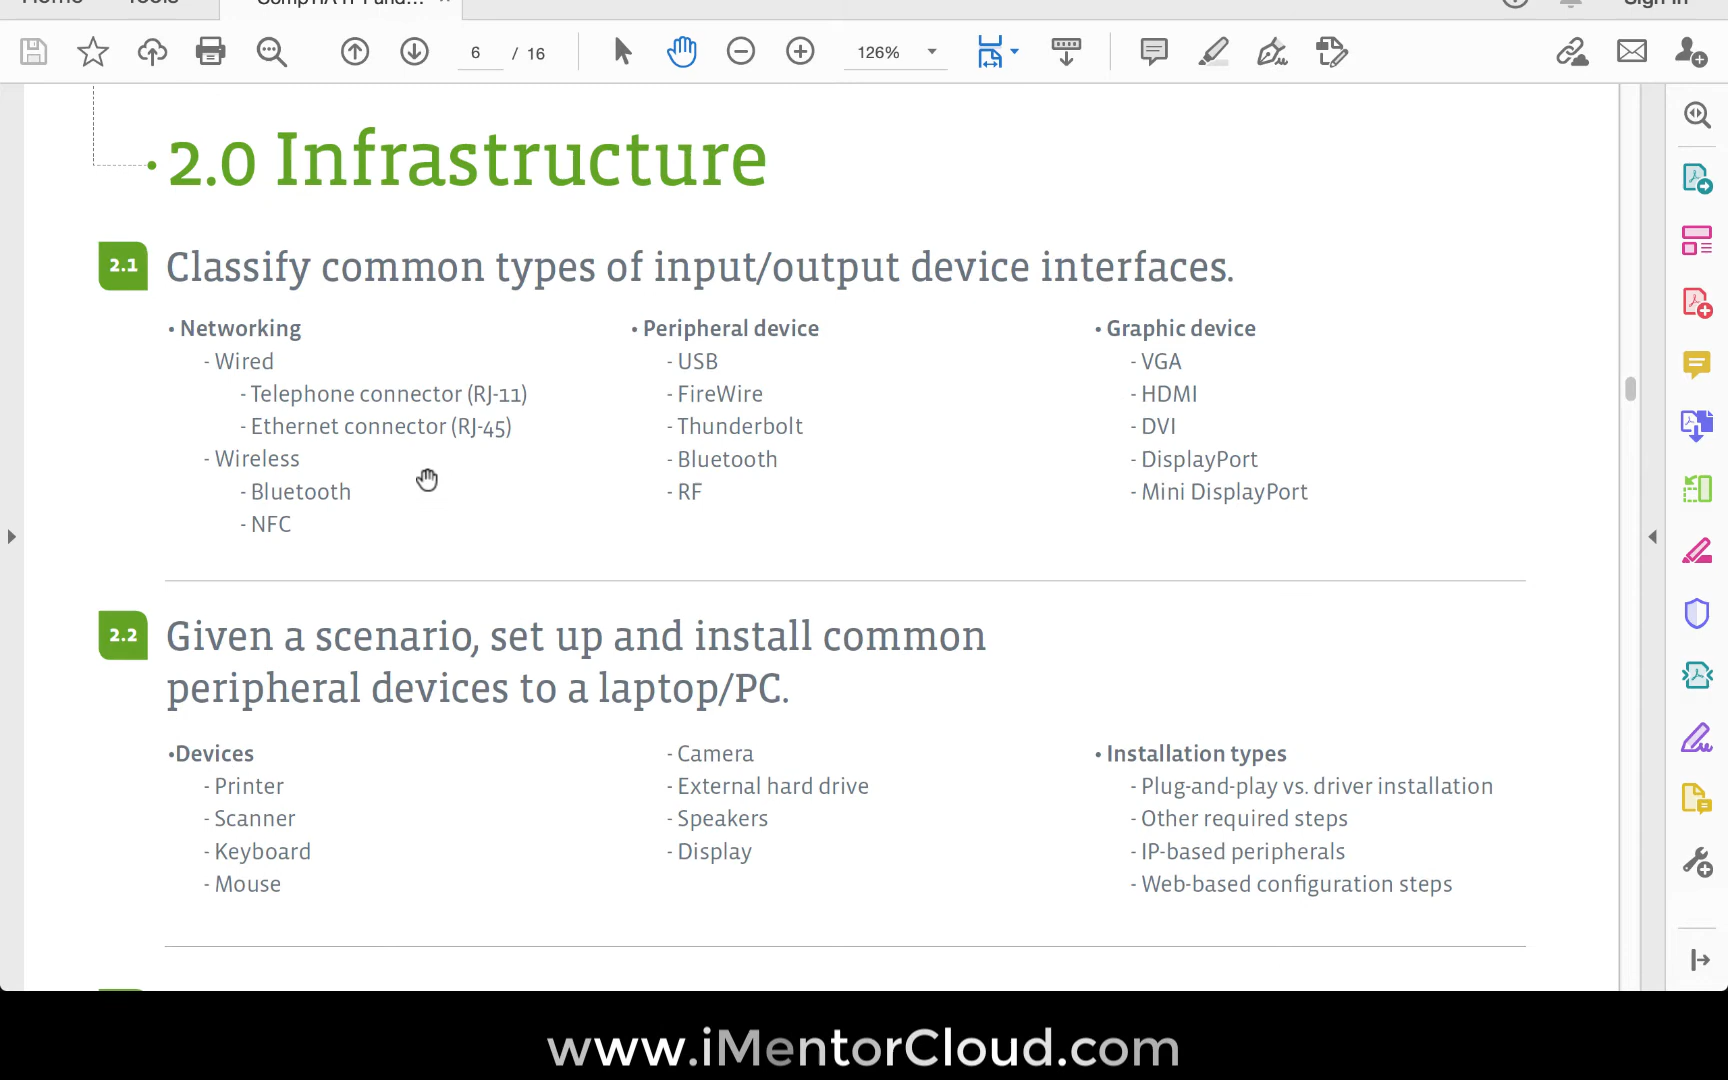 6 / 16
126%
2.0 Infrastructure
2.1 Classify common types of input/output device interfaces.
• Networking
- Wired
- Telephone connector (RJ-11)
- Ethernet connector (RJ-45)
- Wireless
- Bluetooth
- NFC
• Peripheral device
- USB
- FireWire
- Thunderbolt
- Bluetooth
- RF
• Graphic device
- VGA
- HDMI
- DVI
- DisplayPort
- Mini DisplayPort
2.2 Given a scenario, set up and install common
peripheral devices to a laptop/PC.
•Devices
- Printer
- Scanner
- Keyboard
- Mouse
- Camera
- External hard drive
- Speakers
- Display
• Installation types
- Plug-and-play vs. driver installation
- Other required steps
- IP-based peripherals
- Web-based configuration steps
www.iMentorCloud.com